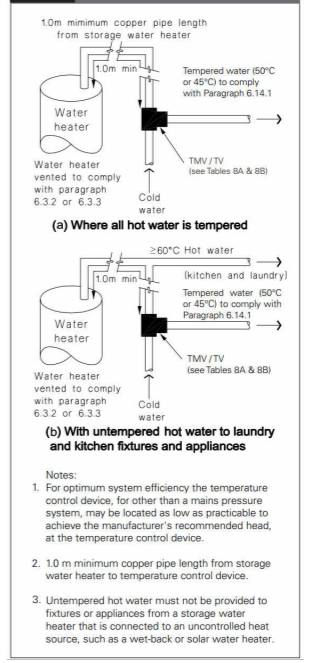 1.0m minimum copper pipe length
from storage water heater
1.0m min
Tempered water (50°C
or 45°C) to comply
with Paragraph 6.14.1
Water
heater
TMV / TV
(see Tables 8A & 8B)
Water heater
vented to comply
with paragraph
6.3.2 or 6.3.3
Cold
water
(a) Where all hot water is tempered
≥60°C Hot water
(kitchen and laundry)
1.0m min
Tempered water (50°C
or 45°C) to comply with
Paragraph 6.14.1
Water
heater
TMV / TV
(see Tables 8A & 8B)
Water heater
vented to comply
with paragraph
6.3.2 or 6.3.3
Cold
water
(b) With untempered hot water to laundry
and kitchen fixtures and appliances
Notes:
1. For optimum system efficiency the temperature
control device, for other than a mains pressure
system, may be located as low as practicable to
achieve the manufacturer's recommended head,
at the temperature control device.
2. 1.0 m minimum copper pipe length from storage
water heater to temperature control device.
3. Untempered hot water must not be provided to
fixtures or appliances from a storage water
heater that is connected to an uncontrolled heat
source, such as a wet-back or solar water heater.